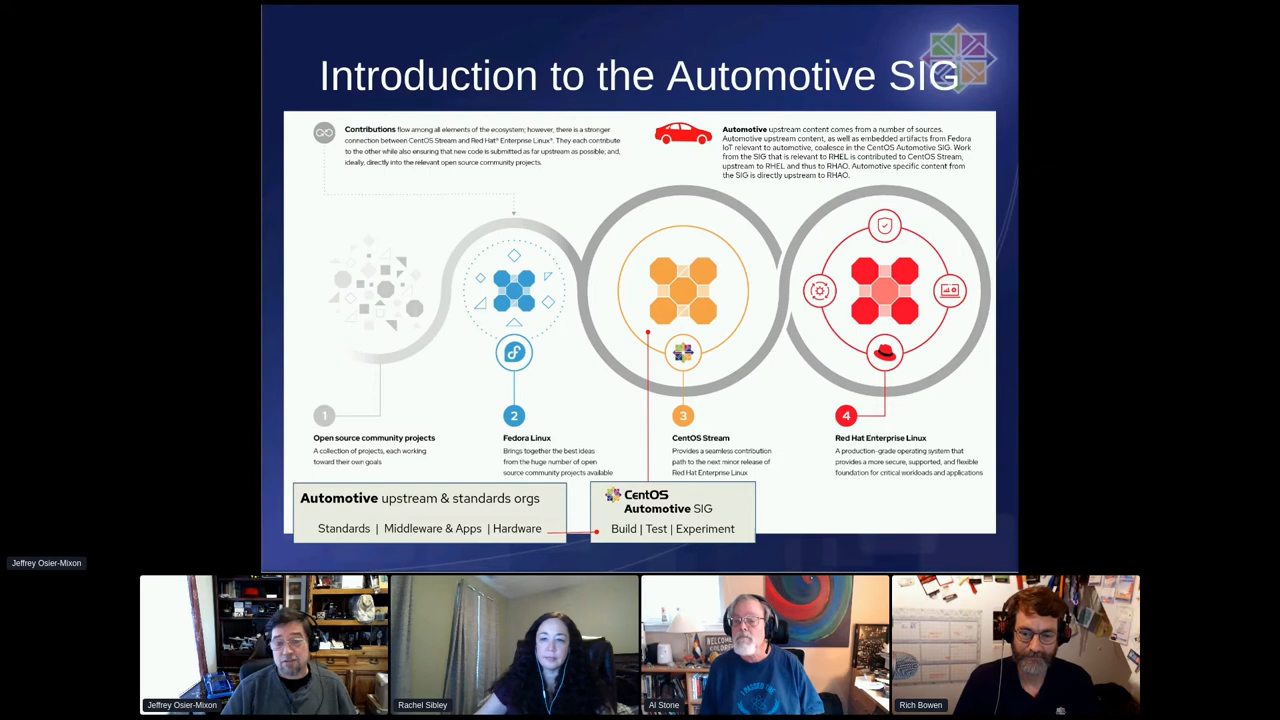 Introduction to the Automotive SIG
Contributions flow among all elements of the ecosystem; however, there is a stronger
connection between CentOS Stream and Red Hat® Enterprise Linux®. They each contribute
to the other while also ensuring that new code is submitted as far upstream as possible; and,
ideally, directly into the relevant open source community projects.
Automotive upstream content comes from a number of sources.
Automotive upstream content, as well as embedded artifacts from Fedora
IoT relevant to automotive, coalesce in the CentOS Automotive SIG. Work
from the SIG that is relevant to RHEL is contributed to CentOS Stream,
upstream to RHEL and thus to RHAO. Automotive specific content from
the SIG is directly upstream to RHAO.
1
Open source community projects
A collection of projects, each working
toward their own goals
2
Fedora Linux
Brings together the best ideas
from the huge number of open
source community projects available
3
CentOS Stream
Provides a seamless contribution
path to the next minor release of
Red Hat Enterprise Linux
4
Red Hat Enterprise Linux
A production-grade operating system that
provides a more secure, supported, and flexible
foundation for critical workloads and applications
Automotive upstream & standards orgs
Standards | Middleware & Apps | Hardware
CentOS
Automotive SIG
Build | Test | Experiment
Jeffrey Osier-Mixon
Jeffrey Osier-Mixon
Rachel Sibley
Al Stone
Rich Bowen
WELCOME
I PASSED THE